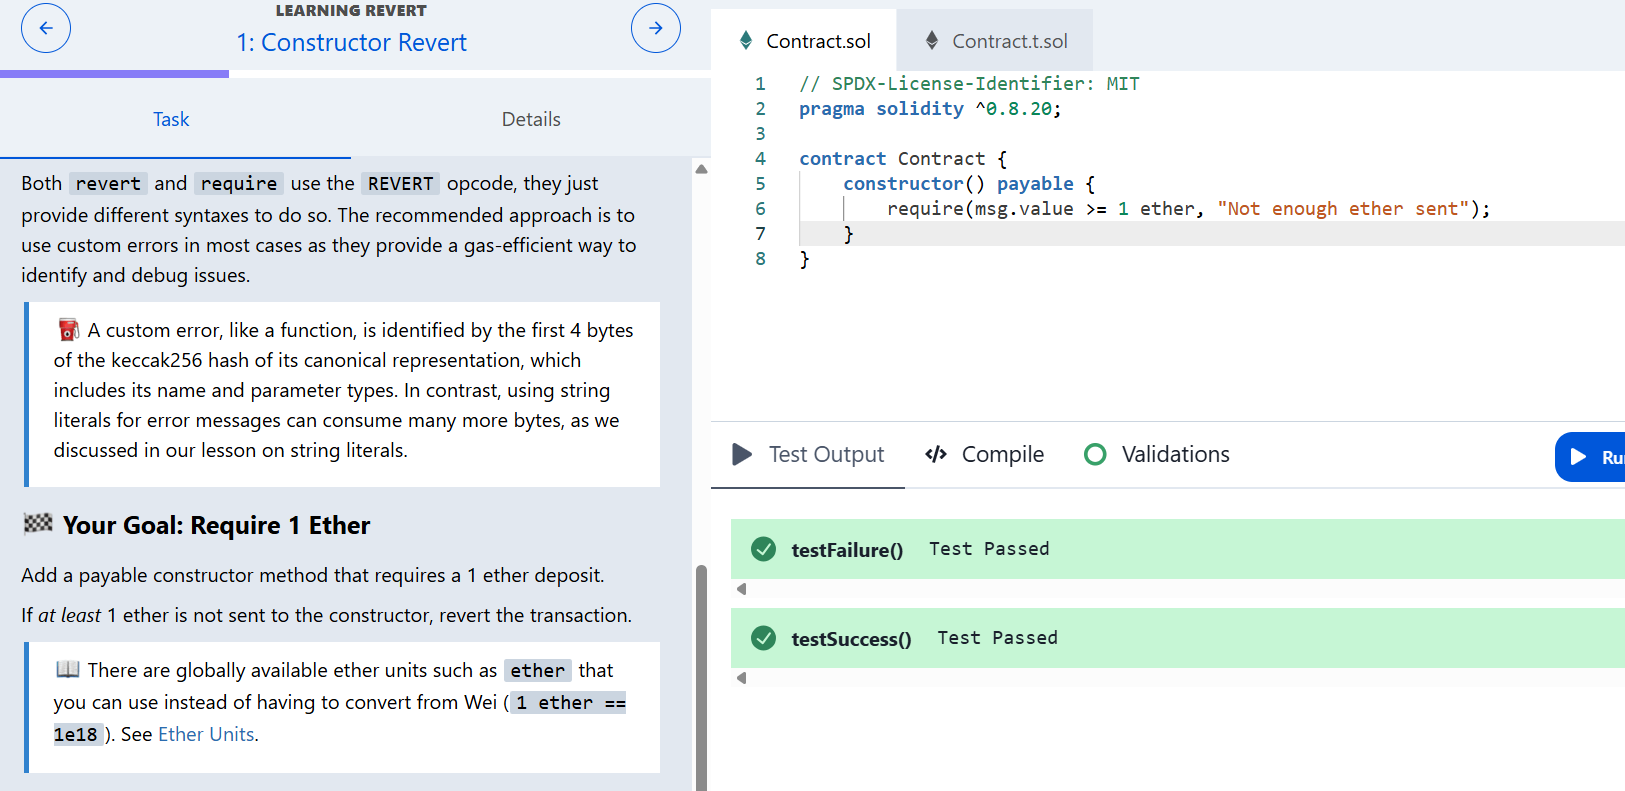 LEARNING REVERT
1: Constructor Revert
Task
Details
Both revert and require use the REVERT opcode, they just
provide different syntaxes to do so. The recommended approach is to
use custom errors in most cases as they provide a gas-efficient way to
identify and debug issues.
A custom error, like a function, is identified by the first 4 bytes
of the keccak256 hash of its canonical representation, which
includes its name and parameter types. In contrast, using string
literals for error messages can consume many more bytes, as we
discussed in our lesson on string literals.
Your Goal: Require 1 Ether
Add a payable constructor method that requires a 1 ether deposit.
If at least 1 ether is not sent to the constructor, revert the transaction.
There are globally available ether units such as ether that
you can use instead of having to convert from Wei ( 1 ether ==
1e18 ). See Ether Units.
Contract.sol
Contract.t.sol
1 // SPDX-License-Identifier: MIT
2 pragma solidity ^0.8.20;
3
4 contract Contract {
5 constructor() payable {
6 require(msg.value >= 1 ether, "Not enough ether sent");
7 }
8 }
Test Output
Compile
Validations
testFailure() Test Passed
testSuccess() Test Passed